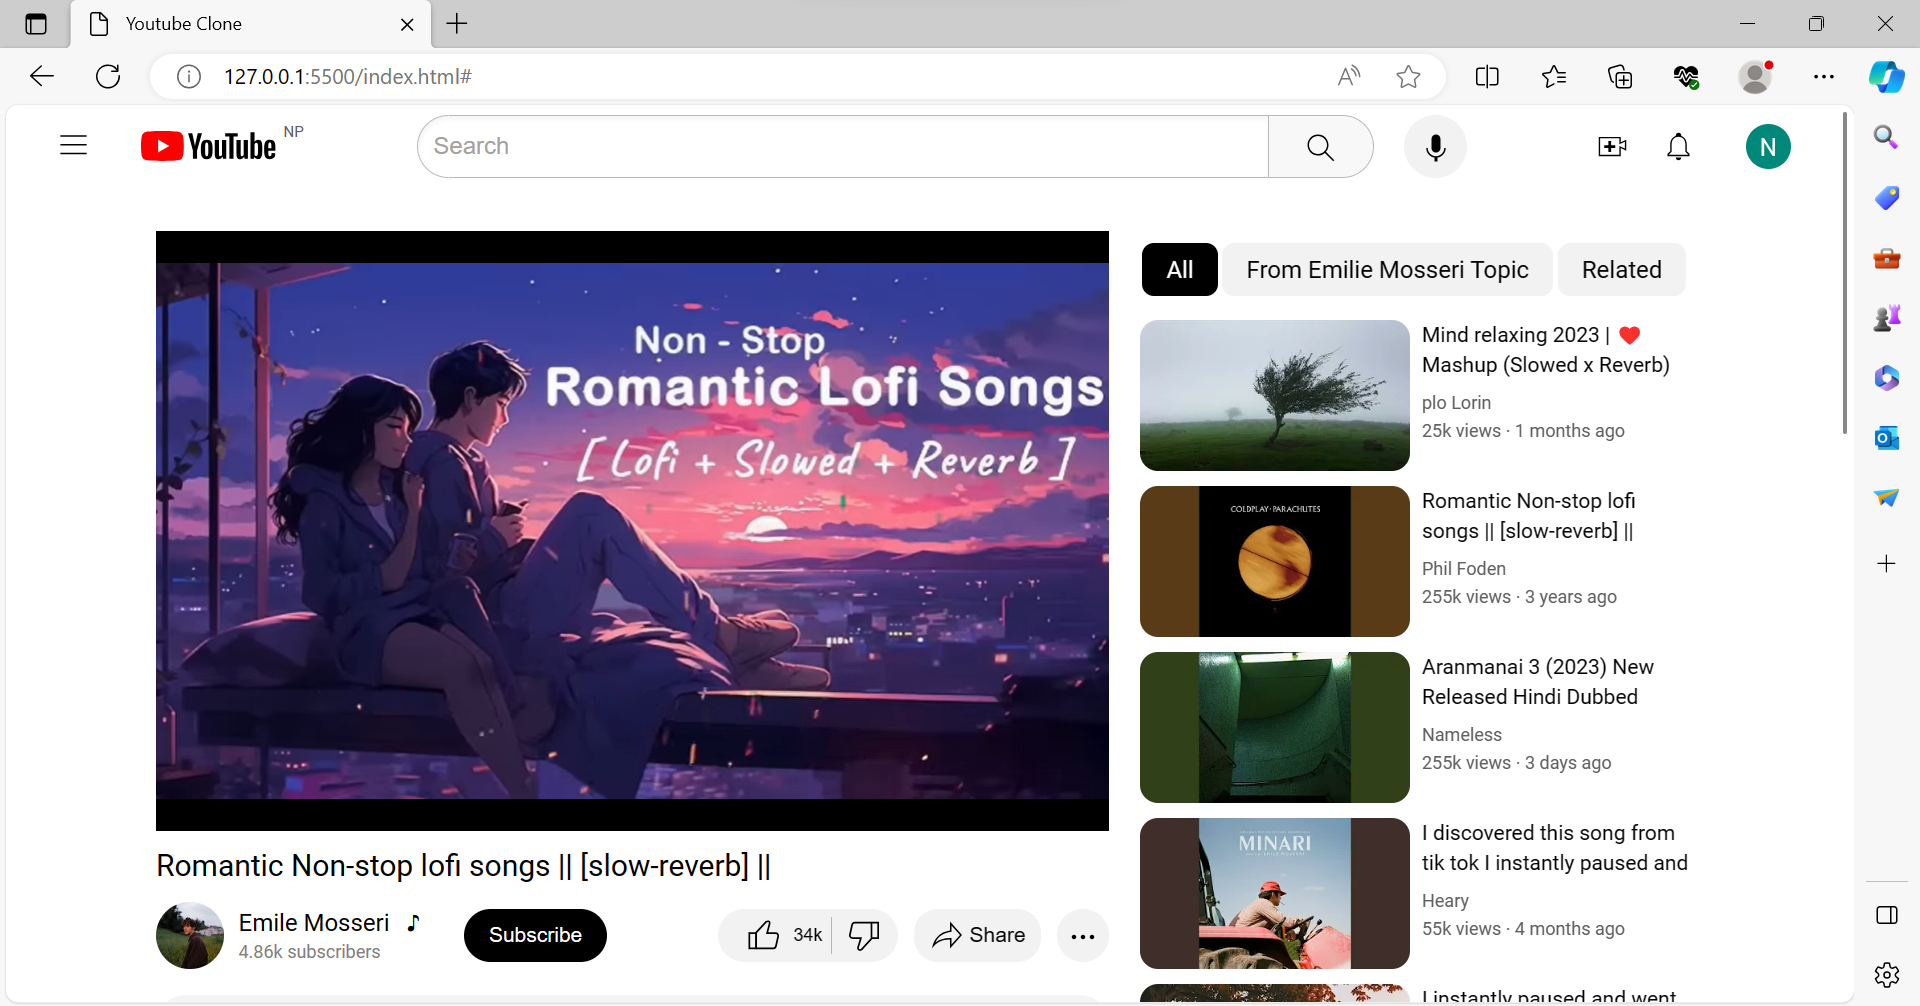 Youtube Clone
127.0.0.1:5500/index.html#
YouTube NP
Search
N
Non - Stop
Romantic Lofi Songs
[ Lofi + Slowed + Reverb ]
Romantic Non-stop lofi songs || [slow-reverb] ||
Emile Mosseri
4.86k subscribers
Subscribe
34k
Share
All
From Emilie Mosseri Topic
Related
Mind relaxing 2023 | ❤️
Mashup (Slowed x Reverb)
plo Lorin
25k views · 1 months ago
COLDPLAY · PARACHUTES
Romantic Non-stop lofi
songs || [slow-reverb] ||
Phil Foden
255k views · 3 years ago
Aranmanai 3 (2023) New
Released Hindi Dubbed
Nameless
255k views · 3 days ago
MINARI
I discovered this song from
tik tok I instantly paused and
Heary
55k views · 4 months ago
I instantly paused and went